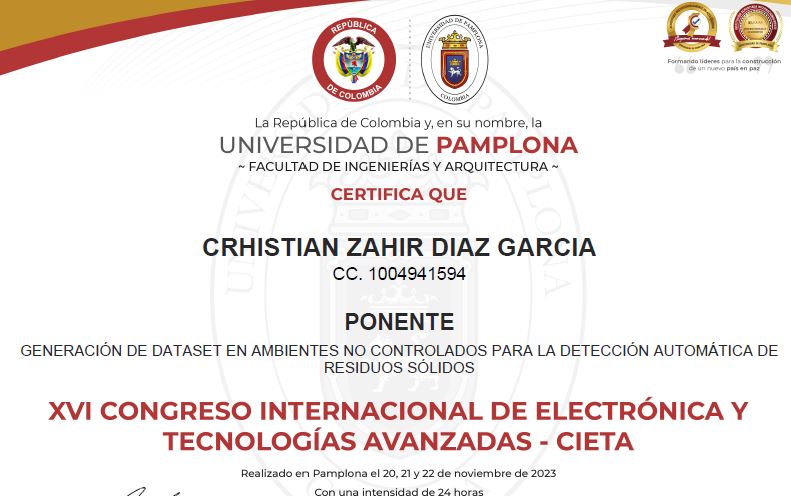 REPÚBLICA
DE COLOMBIA
UNIVERSIDAD DE PAMPLONA
COLOMBIA
Formando líderes para la construcción
de un nuevo país en paz
La República de Colombia y, en su nombre, la
UNIVERSIDAD DE PAMPLONA
~ FACULTAD DE INGENIERÍAS Y ARQUITECTURA ~
CERTIFICA QUE
CRHISTIAN ZAHIR DIAZ GARCIA
CC. 1004941594
PONENTE
GENERACIÓN DE DATASET EN AMBIENTES NO CONTROLADOS PARA LA DETECCIÓN AUTOMÁTICA DE
RESIDUOS SÓLIDOS
XVI CONGRESO INTERNACIONAL DE ELECTRÓNICA Y
TECNOLOGÍAS AVANZADAS - CIETA
Realizado en Pamplona el 20, 21 y 22 de noviembre de 2023
Con una intensidad de 24 horas